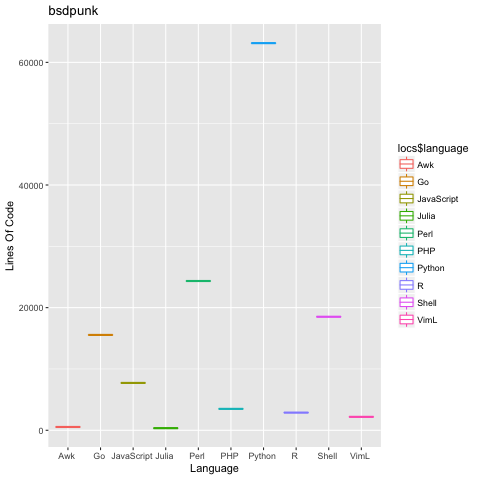 bsdpunk
60000
40000
20000
0
Lines Of Code
Awk Go JavaScript Julia Perl PHP Python R Shell VimL
Language
locs$language
Awk
Go
JavaScript
Julia
Perl
PHP
Python
R
Shell
VimL